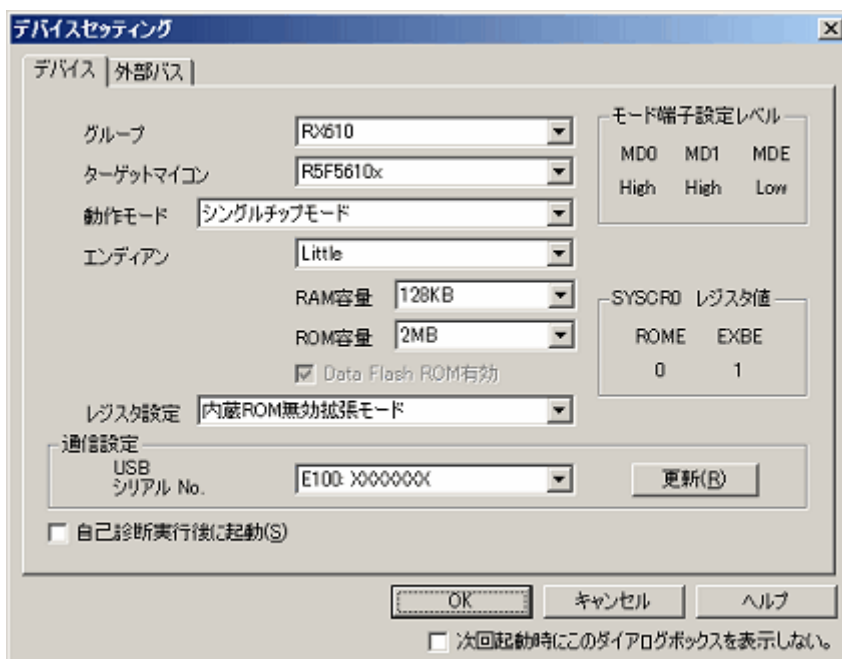 デバイスセッティング
デバイス 外部バス
グループ RX610
ターゲットマイコン R5F5610x
動作モード シングルチップモード
エンディアン Little
RAM容量 128KB
ROM容量 2MB
Data Flash ROM有効
レジスタ設定 内蔵ROM無効拡張モード
モード端子設定レベル
MD0 MD1 MDE
High High Low
SYSCR0 レジスタ値
ROME EXBE
0 1
通信設定
USB
シリアル No. E100: XXXXXXX 更新(R)
自己診断実行後に起動(S)
OK キャンセル ヘルプ
次回起動時にこのダイアログボックスを表示しない。